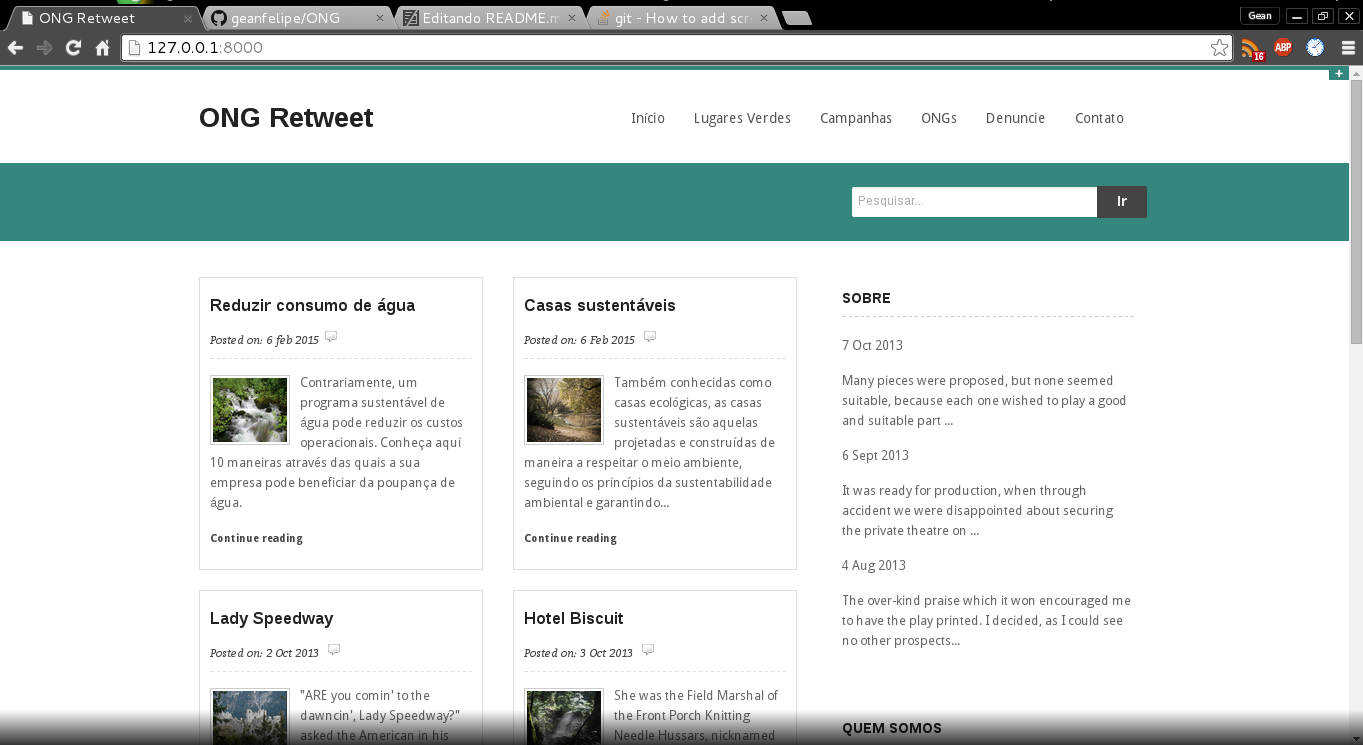 ONG Retweet
geanfelipe/ONG
Editando README.m
git - How to add scre
Gean
127.0.0.1:8000
16
ABP
+
ONG Retweet
Início Lugares Verdes Campanhas ONGs Denuncie Contato
Pesquisar...
Ir
Reduzir consumo de água
Posted on: 6 feb 2015
Contrariamente, um
programa sustentável de
água pode reduzir os custos
operacionais. Conheça aqui
10 maneiras através das quais a sua
empresa pode beneficiar da poupança de
água.
Continue reading
Casas sustentáveis
Posted on: 6 Feb 2015
Também conhecidas como
casas ecológicas, as casas
sustentáveis são aquelas
projetadas e construídas de
maneira a respeitar o meio ambiente,
seguindo os princípios da sustentabilidade
ambiental e garantindo...
Continue reading
Lady Speedway
Posted on: 2 Oct 2013
"ARE you comin' to the
dawncin', Lady Speedway?"
asked the American in his
Hotel Biscuit
Posted on: 3 Oct 2013
She was the Field Marshal of
the Front Porch Knitting
Needle Hussars, nicknamed
SOBRE
7 Oct 2013
Many pieces were proposed, but none seemed
suitable, because each one wished to play a good
and suitable part ...
6 Sept 2013
It was ready for production, when through
accident we were disappointed about securing
the private theatre on ...
4 Aug 2013
The over-kind praise which it won encouraged me
to have the play printed. I decided, as I could see
no other prospects...
QUEM SOMOS